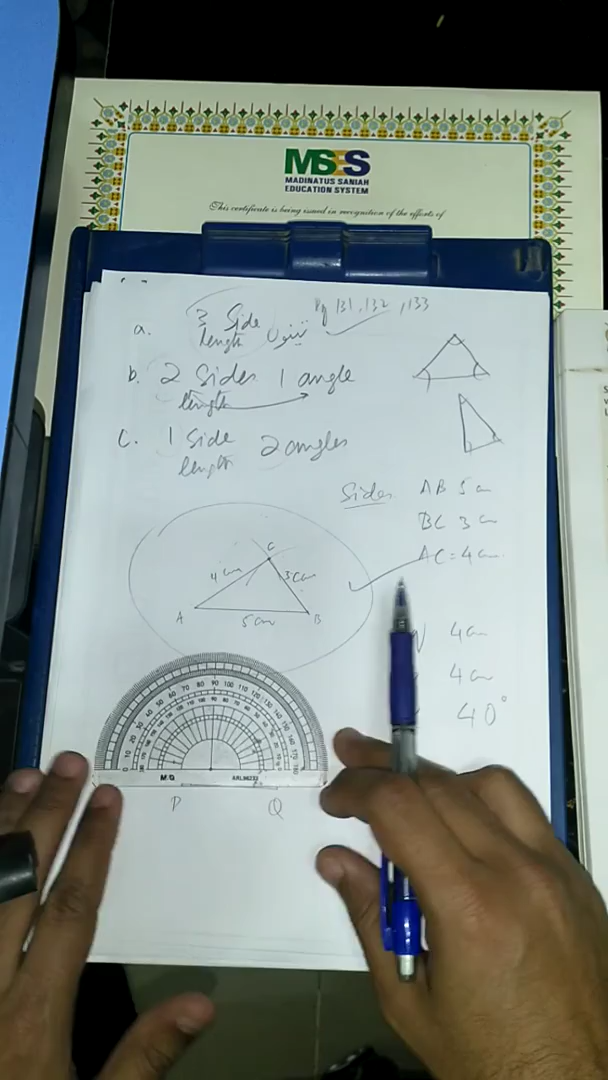 MSES
MADINATUS SANIAH
EDUCATION SYSTEM
This certificate is being issued in recognition of the efforts of
a. 3 Side length
Pg 131, 132, 133
b. 2 Sides 1 angle
length
C. 1 Side 2 angles
length
Sides AB 5 cm
BC 3 cm
AC = 4 cm
C
4 cm 3 cm
A 5 cm B
4 cm
4 cm
40°
P Q